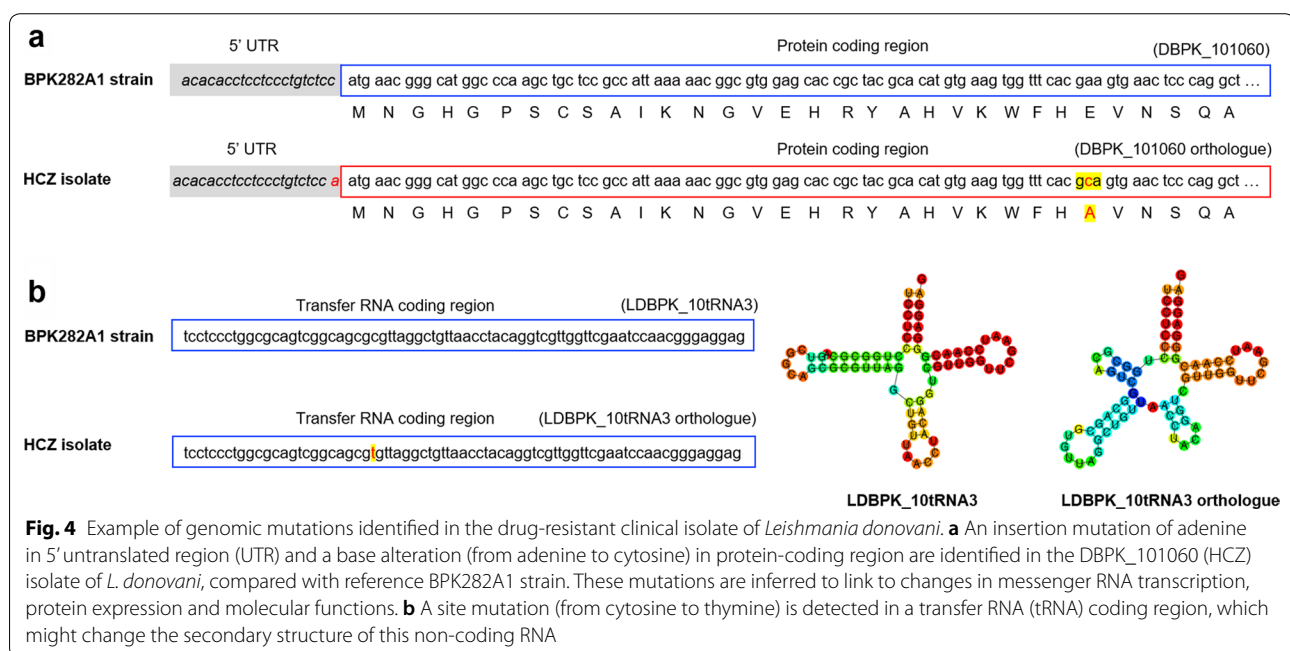 a
5' UTR Protein coding region (DBPK_101060)
BPK282A1 strain acacacctcctccctgtctcc atg aac ggg cat ggc ccc agc tgc tcc gcc att aaa aac ggc gtg gag cac cgc tac gca cat gtg aag tgg ttt cac gaa gtg aac tcc cag gct ...
M N G H G P S C S A I K N G V E H R Y A H V K W F H E V N S Q A
5' UTR Protein coding region (DBPK_101060 orthologue)
HCZ isolate acacacctcctccctgtctcc a atg aac ggg cat ggc ccc agc tgc tcc gcc att aaa aac ggc gtg gag cac cgc tac gca cat gtg aag tgg ttt cac gca gtg aac tcc cag gct ...
M N G H G P S C S A I K N G V E H R Y A H V K W F H A V N S Q A
b
Transfer RNA coding region (LDBPK_10tRNA3)
BPK282A1 strain tcctccctggcgcagtcggcagcgcgttaggctgttaacctacaggtcgttggttcgaatccaacgggaggag
Transfer RNA coding region (LDBPK_10tRNA3 orthologue)
HCZ isolate tcctccctggcgcagtcggcagcgtgttaggctgttaacctacaggtcgttggttcgaatccaacgggaggag
LDBPK_10tRNA3 LDBPK_10tRNA3 orthologue
Fig. 4 Example of genomic mutations identified in the drug-resistant clinical isolate of Leishmania donovani. a An insertion mutation of adenine
in 5' untranslated region (UTR) and a base alteration (from adenine to cytosine) in protein-coding region are identified in the DBPK_101060 (HCZ)
isolate of L. donovani, compared with reference BPK282A1 strain. These mutations are inferred to link to changes in messenger RNA transcription,
protein expression and molecular functions. b A site mutation (from cytosine to thymine) is detected in a transfer RNA (tRNA) coding region, which
might change the secondary structure of this non-coding RNA